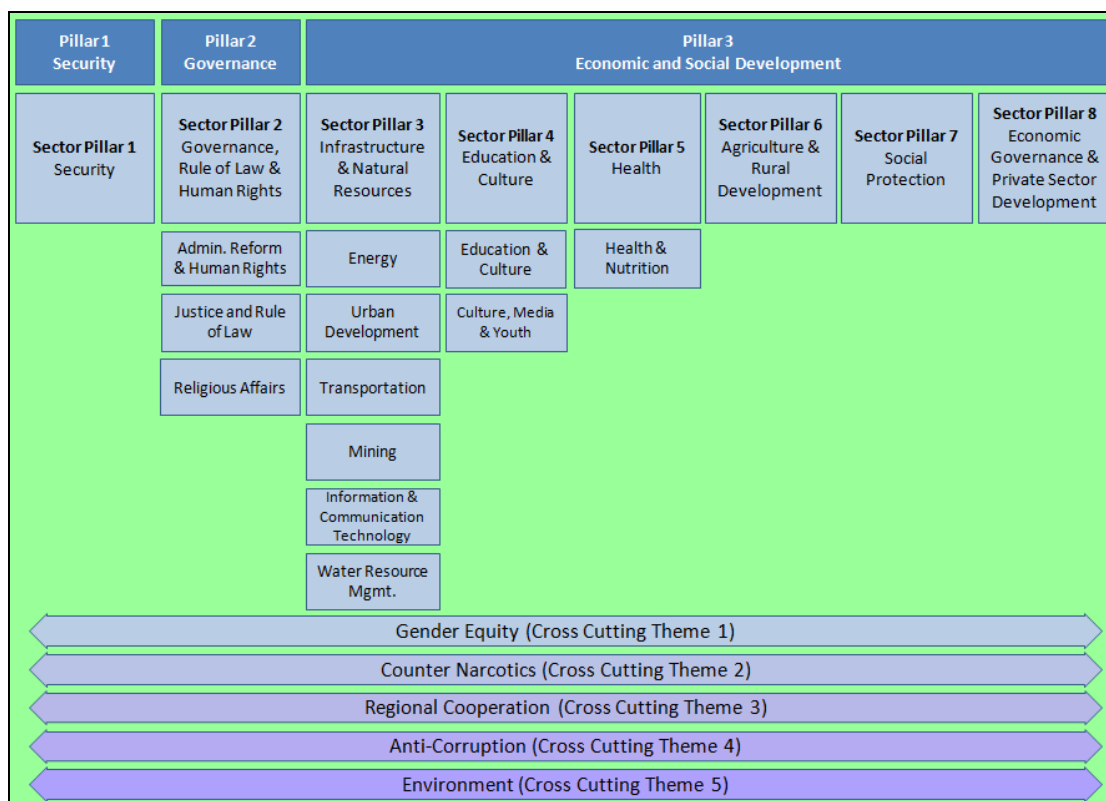 Pillar 1
Security
Pillar 2
Governance
Pillar 3
Economic and Social Development
Sector Pillar 1
Security
Sector Pillar 2
Governance,
Rule of Law &
Human Rights
Sector Pillar 3
Infrastructure
& Natural
Resources
Sector Pillar 4
Education &
Culture
Sector Pillar 5
Health
Sector Pillar 6
Agriculture &
Rural
Development
Sector Pillar 7
Social
Protection
Sector Pillar 8
Economic
Governance &
Private Sector
Development
Admin. Reform
& Human Rights
Energy
Education &
Culture
Health &
Nutrition
Justice and Rule
of Law
Urban
Development
Culture, Media
& Youth
Religious Affairs
Transportation
Mining
Information &
Communication
Technology
Water Resource
Mgmt.
Gender Equity (Cross Cutting Theme 1)
Counter Narcotics (Cross Cutting Theme 2)
Regional Cooperation (Cross Cutting Theme 3)
Anti-Corruption (Cross Cutting Theme 4)
Environment (Cross Cutting Theme 5)